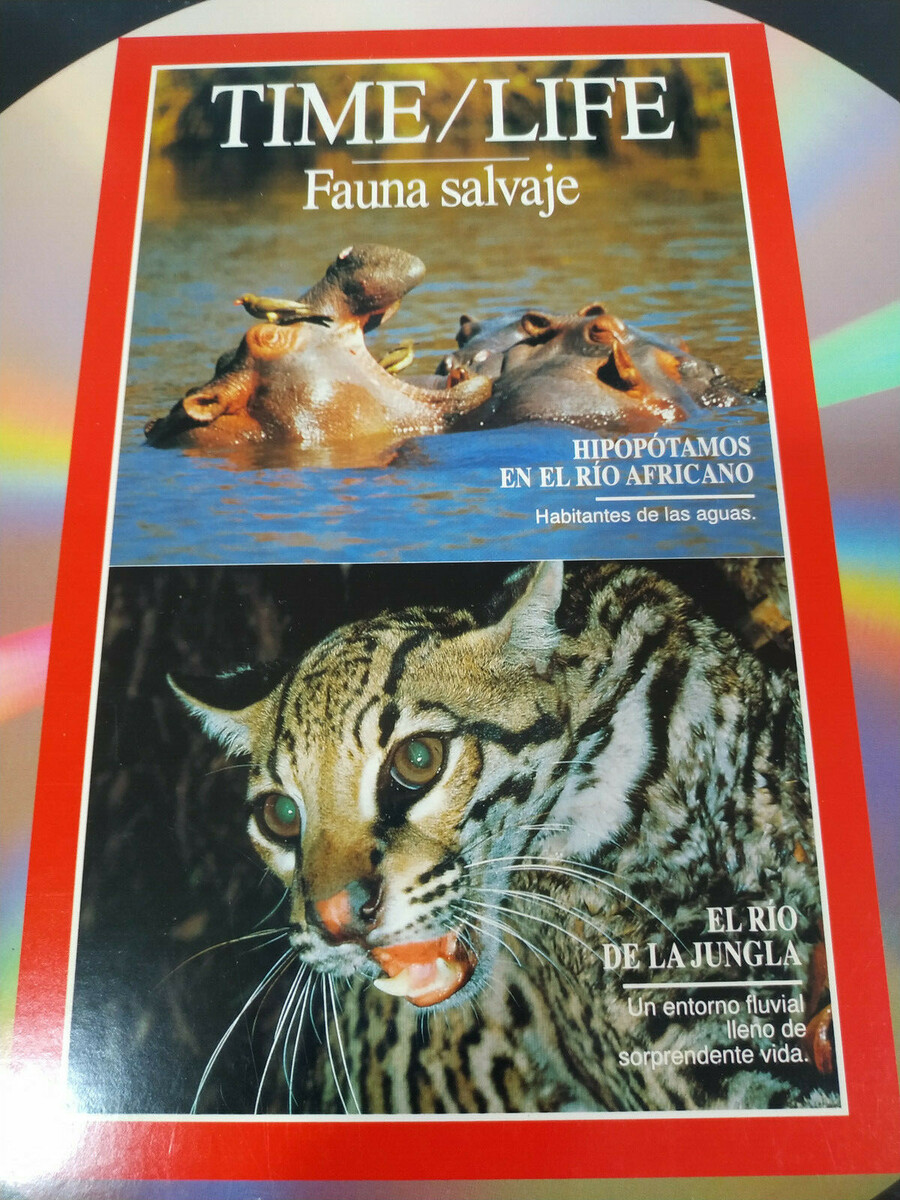 TIME/LIFE
Fauna salvaje
HIPOPÓTAMOS
EN EL RÍO AFRICANO
Habitantes de las aguas.
EL RÍO
DE LA JUNGLA
Un entorno fluvial
lleno de
sorprendente vida.